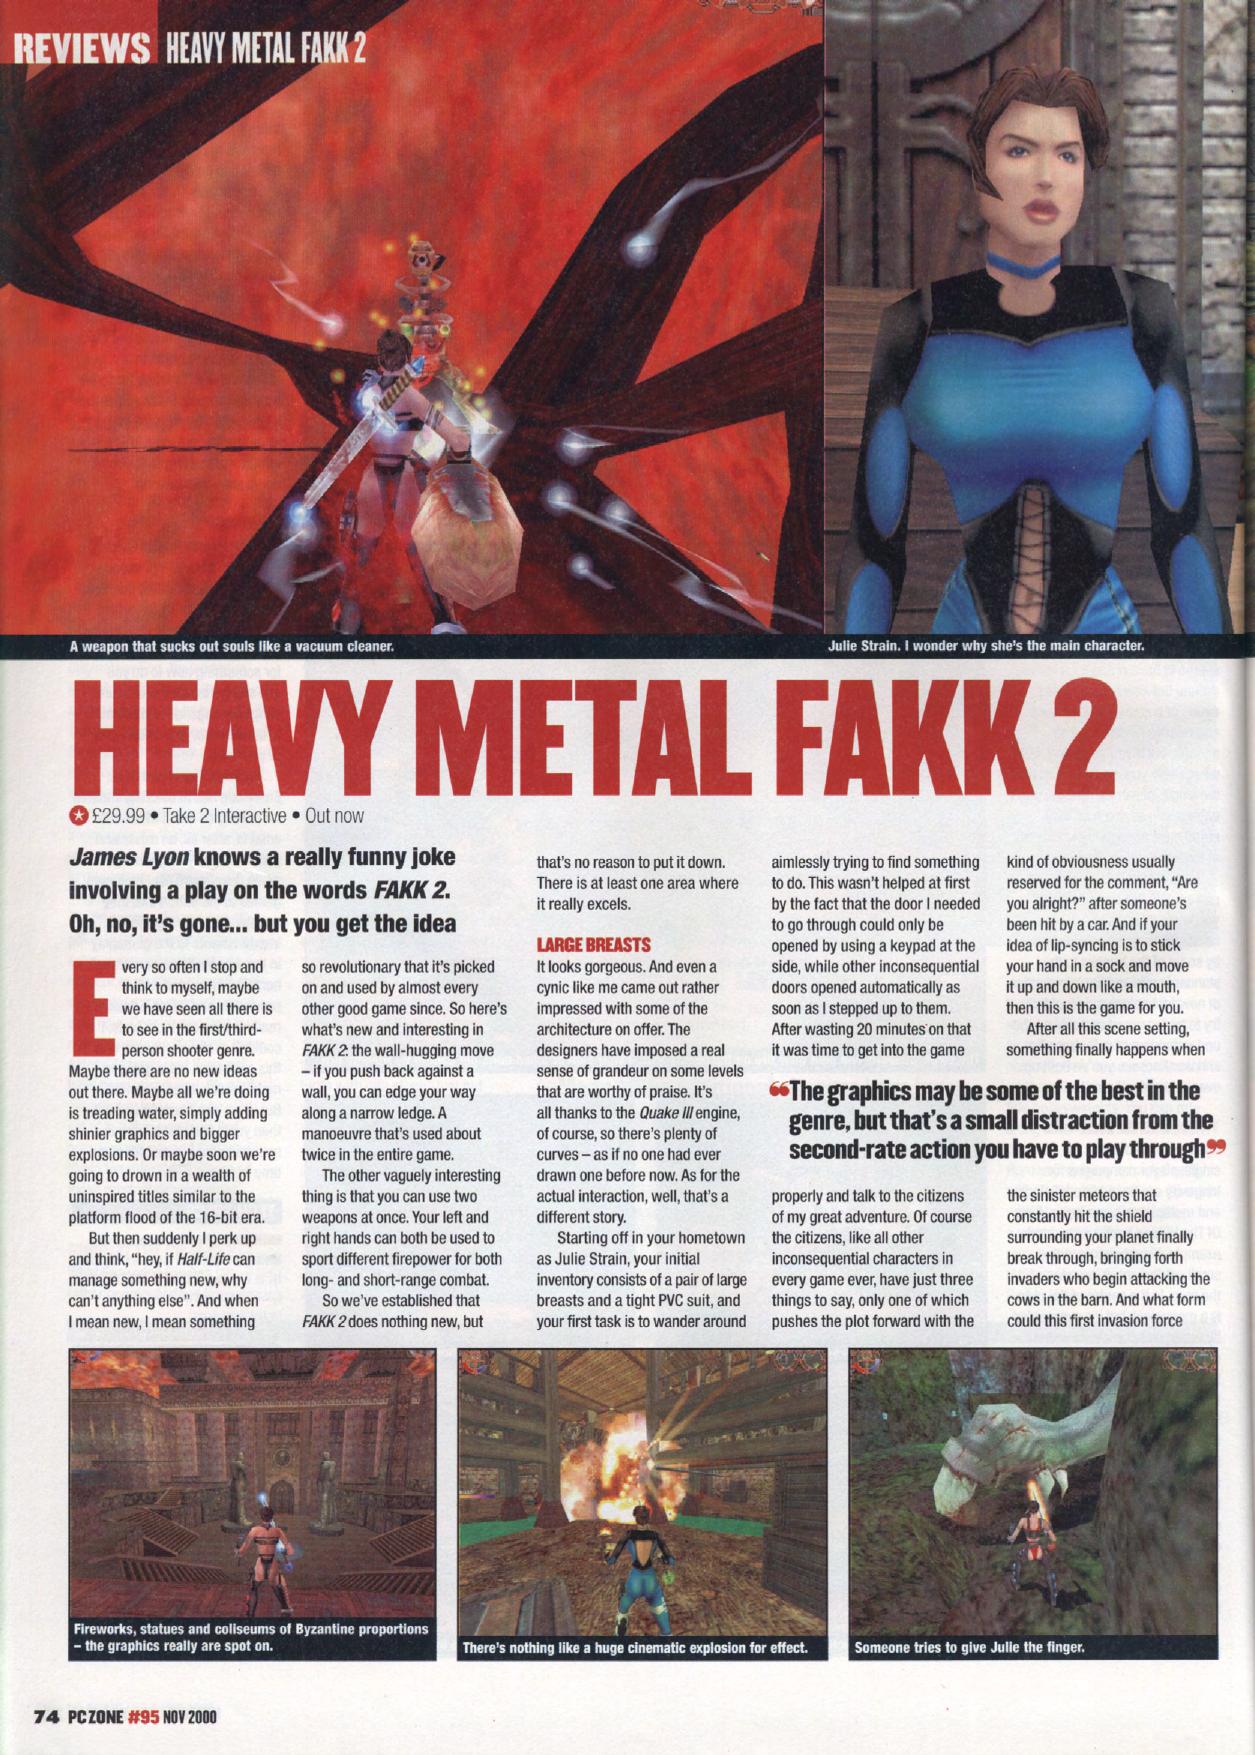 REVIEWS HEAVY METAL FAKK 2
A weapon that sucks out souls like a vacuum cleaner.
Julie Strain. I wonder why she's the main character.
HEAVY METAL FAKK 2
£29.99 • Take 2 Interactive • Out now
James Lyon knows a really funny joke
involving a play on the words FAKK 2.
Oh, no, it's gone... but you get the idea
Every so often I stop and
think to myself, maybe
we have seen all there is
to see in the first/third-
person shooter genre.
Maybe there are no new ideas
out there. Maybe all we're doing
is treading water, simply adding
shinier graphics and bigger
explosions. Or maybe soon we're
going to drown in a wealth of
uninspired titles similar to the
platform flood of the 16-bit era.
But then suddenly I perk up
and think, "hey, if Half-Life can
manage something new, why
can't anything else". And when
I mean new, I mean something
so revolutionary that it's picked
on and used by almost every
other good game since. So here's
what's new and interesting in
FAKK 2: the wall-hugging move
– if you push back against a
wall, you can edge your way
along a narrow ledge. A
manoeuvre that's used about
twice in the entire game.
The other vaguely interesting
thing is that you can use two
weapons at once. Your left and
right hands can both be used to
sport different firepower for both
long- and short-range combat.
So we've established that
FAKK 2 does nothing new, but
that's no reason to put it down.
There is at least one area where
it really excels.
LARGE BREASTS
It looks gorgeous. And even a
cynic like me came out rather
impressed with some of the
architecture on offer. The
designers have imposed a real
sense of grandeur on some levels
that are worthy of praise. It's
all thanks to the Quake III engine,
of course, so there's plenty of
curves – as if no one had ever
drawn one before now. As for the
actual interaction, well, that's a
different story.
Starting off in your hometown
as Julie Strain, your initial
inventory consists of a pair of large
breasts and a tight PVC suit, and
your first task is to wander around
aimlessly trying to find something
to do. This wasn't helped at first
by the fact that the door I needed
to go through could only be
opened by using a keypad at the
side, while other inconsequential
doors opened automatically as
soon as I stepped up to them.
After wasting 20 minutes on that
it was time to get into the game
properly and talk to the citizens
of my great adventure. Of course
the citizens, like all other
inconsequential characters in
every game ever, have just three
things to say, only one of which
pushes the plot forward with the
kind of obviousness usually
reserved for the comment, "Are
you alright?" after someone's
been hit by a car. And if your
idea of lip-syncing is to stick
your hand in a sock and move
it up and down like a mouth,
then this is the game for you.
After all this scene setting,
something finally happens when
the sinister meteors that
constantly hit the shield
surrounding your planet finally
break through, bringing forth
invaders who begin attacking the
cows in the barn. And what form
could this first invasion force
“The graphics may be some of the best in the
genre, but that's a small distraction from the
second-rate action you have to play through”
Fireworks, statues and coliseums of Byzantine proportions
– the graphics really are spot on.
There's nothing like a huge cinematic explosion for effect.
Someone tries to give Julie the finger.
74 PCZONE #95 NOV 2000